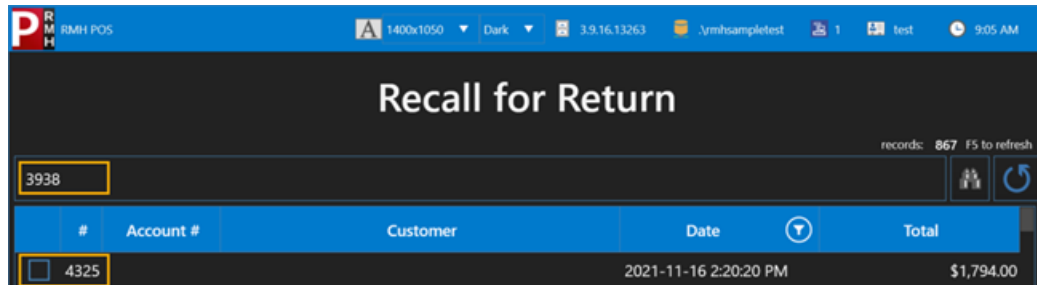 P RMH RMH POS A 1400x1050 Dark 3.9.16.13263 .\rmhsampletest 1 test 9:05 AM
Recall for Return
records: 867 F5 to refresh
3938
# Account # Customer Date Total
4325 2021-11-16 2:20:20 PM $1,794.00